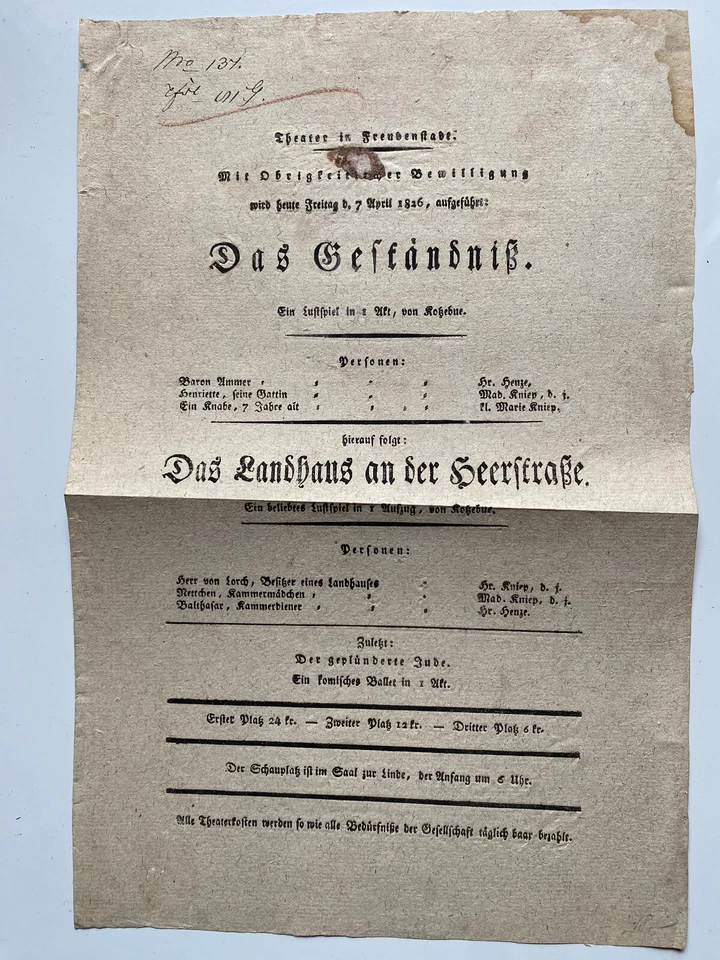 Nro 137.
Theater in Freudenstadt.
Mit Obrigkeitlicher Bewilligung
wird heute Freitag d. 7 April 1826, aufgeführt:
Das Geständniß.
Ein Lustspiel in 1 Akt, von Kotzebue.
Personen:
Baron Ammer Hr. Henze,
Henriette, seine Gattin Mad. Kniep, d. j.
Ein Knabe, 7 Jahre alt kl. Marie Kniep.
hierauf folgt:
Das Landhaus an der Heerstraße.
Ein beliebtes Lustspiel in 1 Aufzug, von Kotzebue.
Personen:
Herr von Lorch, Besitzer eines Landhauses Hr. Kniep, d. j.
Nettchen, Kammermädchen Mad. Kniep, d. j.
Balthasar, Kammerdiener Hr. Henze.
Zuletzt:
Der geplünderte Jude.
Ein komisches Ballet in 1 Akt.
Erster Platz 24 kr. — Zweiter Platz 12 kr. — Dritter Platz 6 kr.
Der Schauplatz ist im Saal zur Linde, der Anfang um 6 Uhr.
Alle Theaterkosten werden so wie alle Bedürfniße der Gesellschaft täglich baar bezahlt.